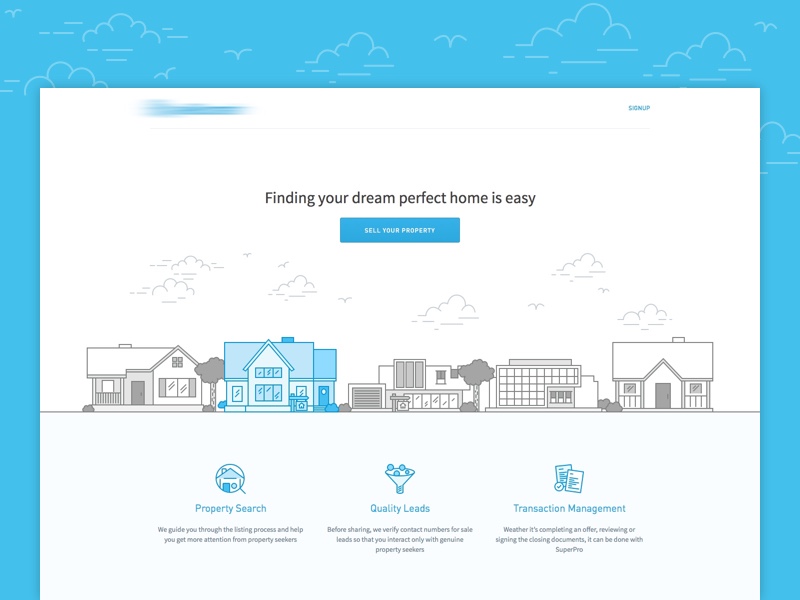 SIGNUP
Finding your dream perfect home is easy
SELL YOUR PROPERTY
Property Search
We guide you through the listing process and help
you get more attention from property seekers
Quality Leads
Before sharing, we verify contact numbers for sale
leads so that you interact only with genuine
property seekers
Transaction Management
Weather it's completing an offer, reviewing or
signing the closing documents, it can be done with
SuperPro